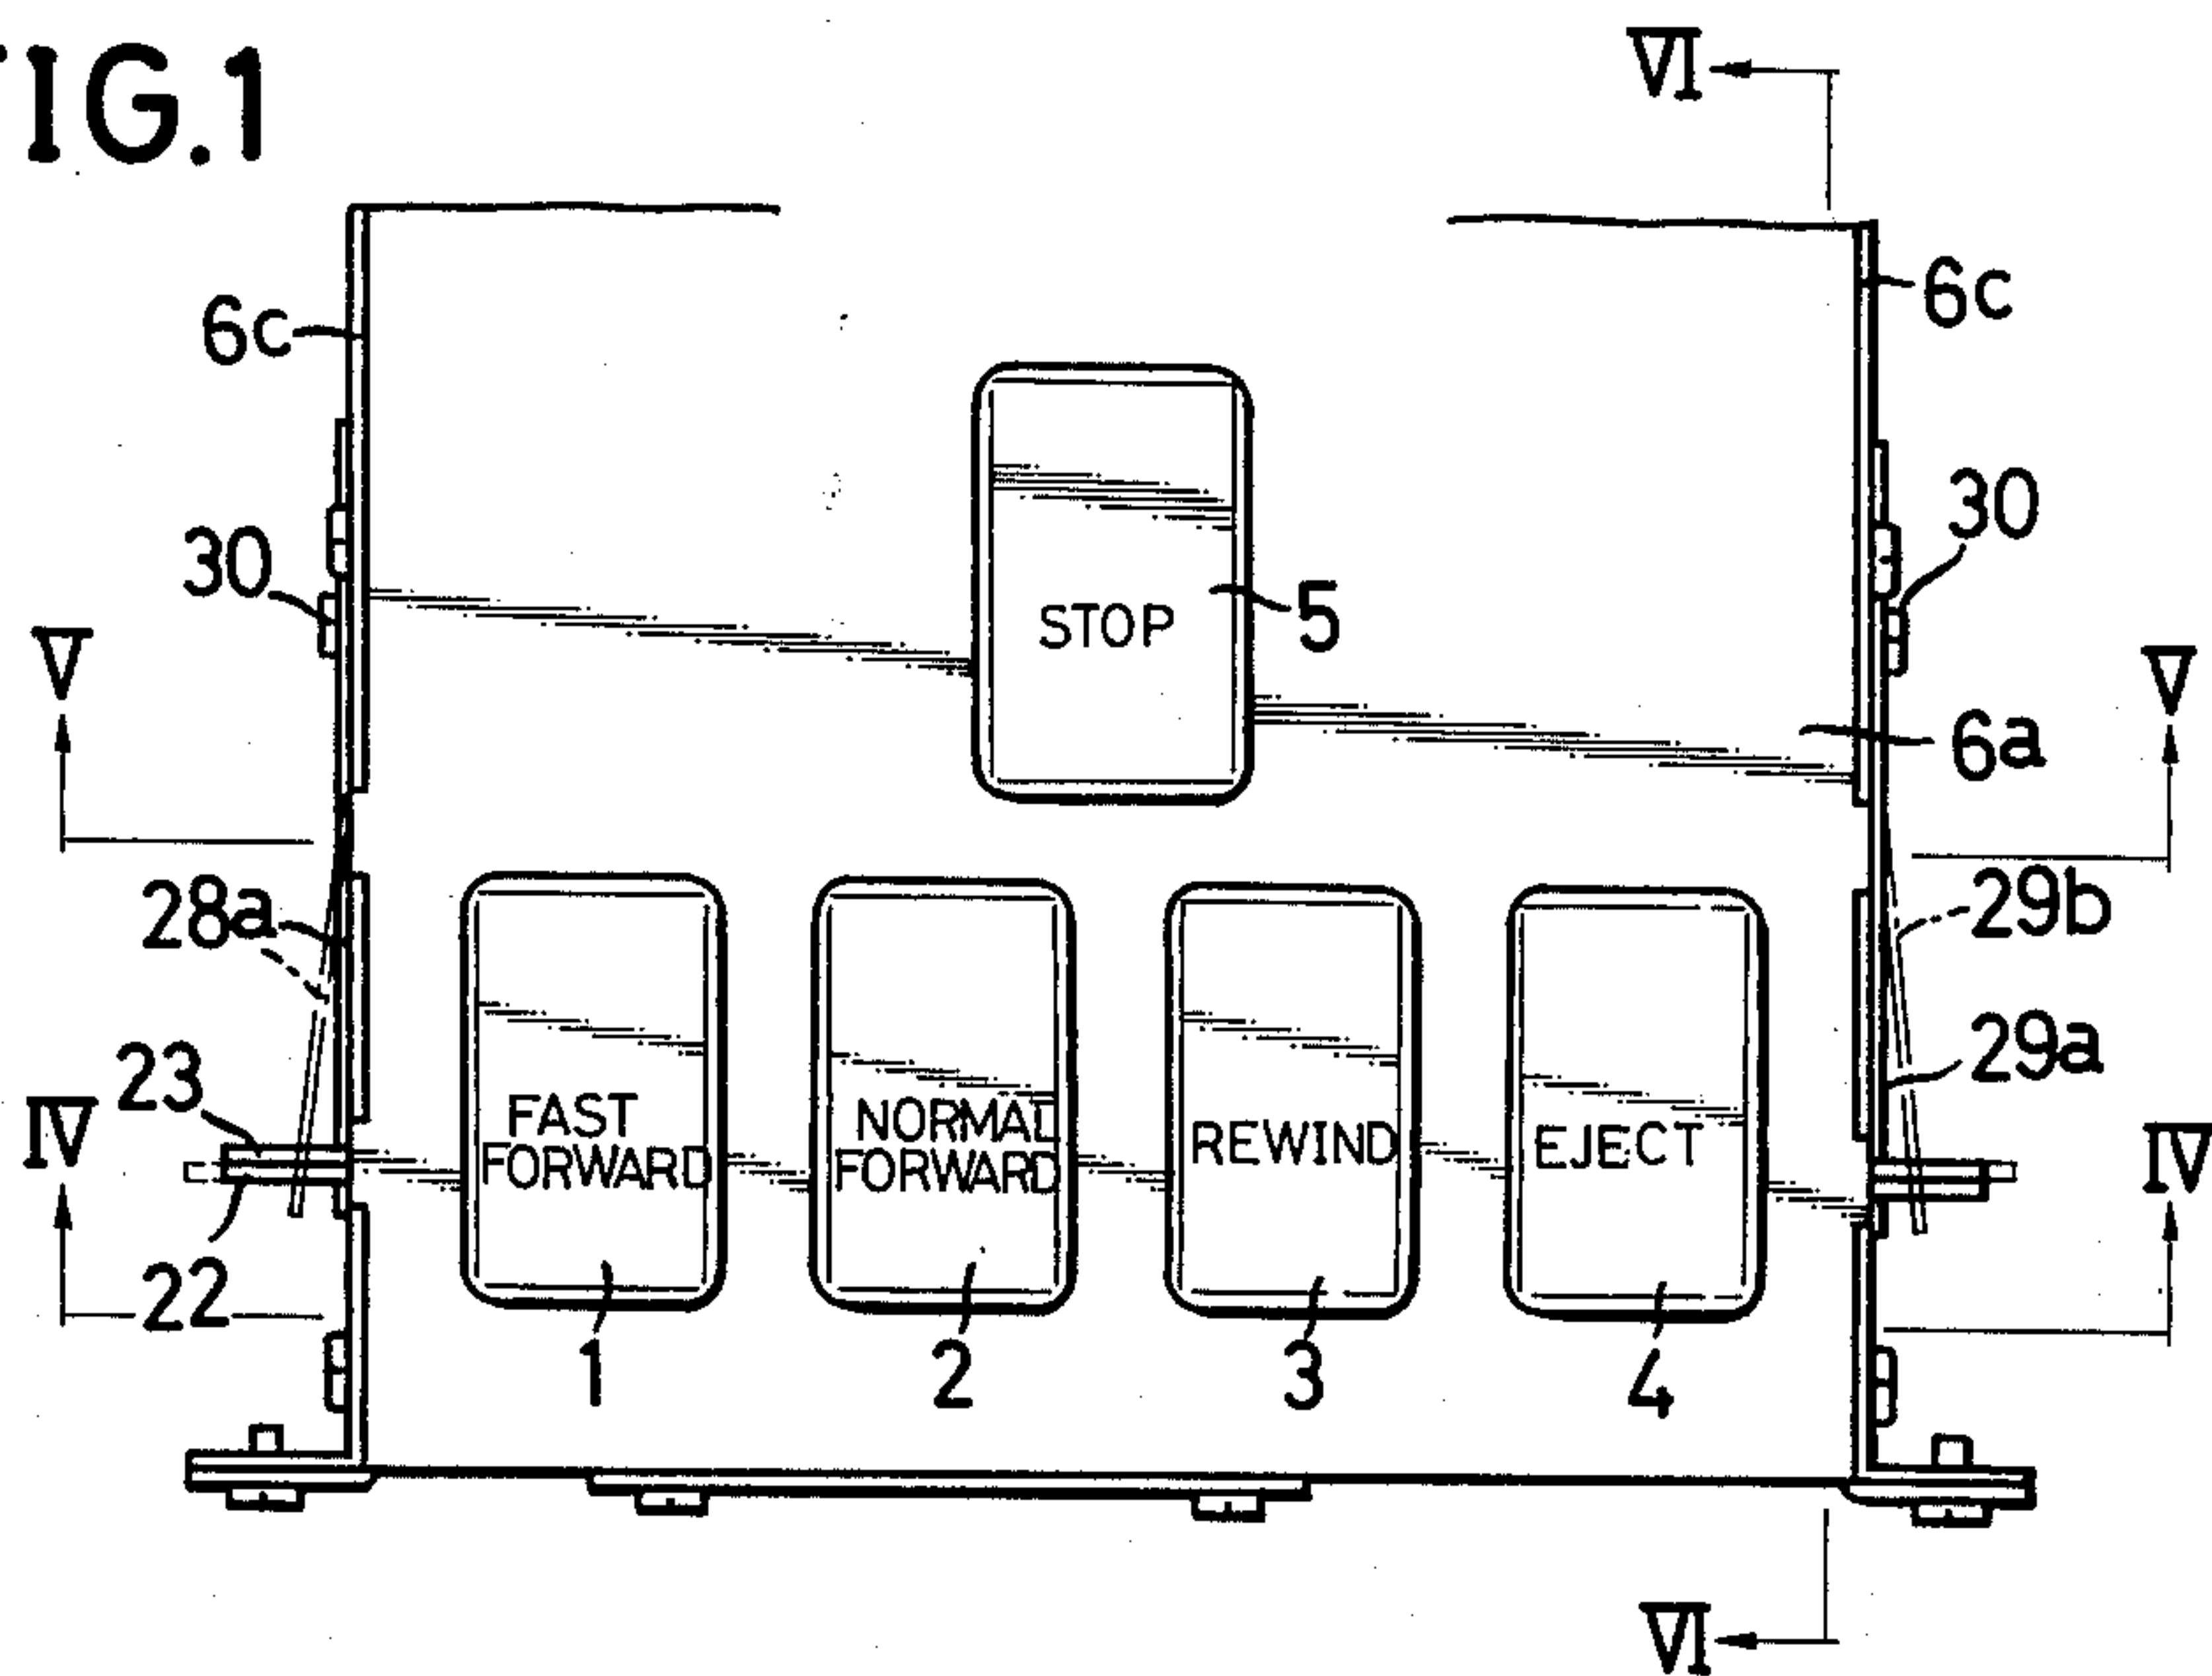 FIG.1
VI
6c
6c
30
30
STOP
5
V
V
6a
28a
29b
29a
23
IV
FAST
FORWARD
NORMAL
FORWARD
REWIND
EJECT
IV
22
1
2
3
4
VI